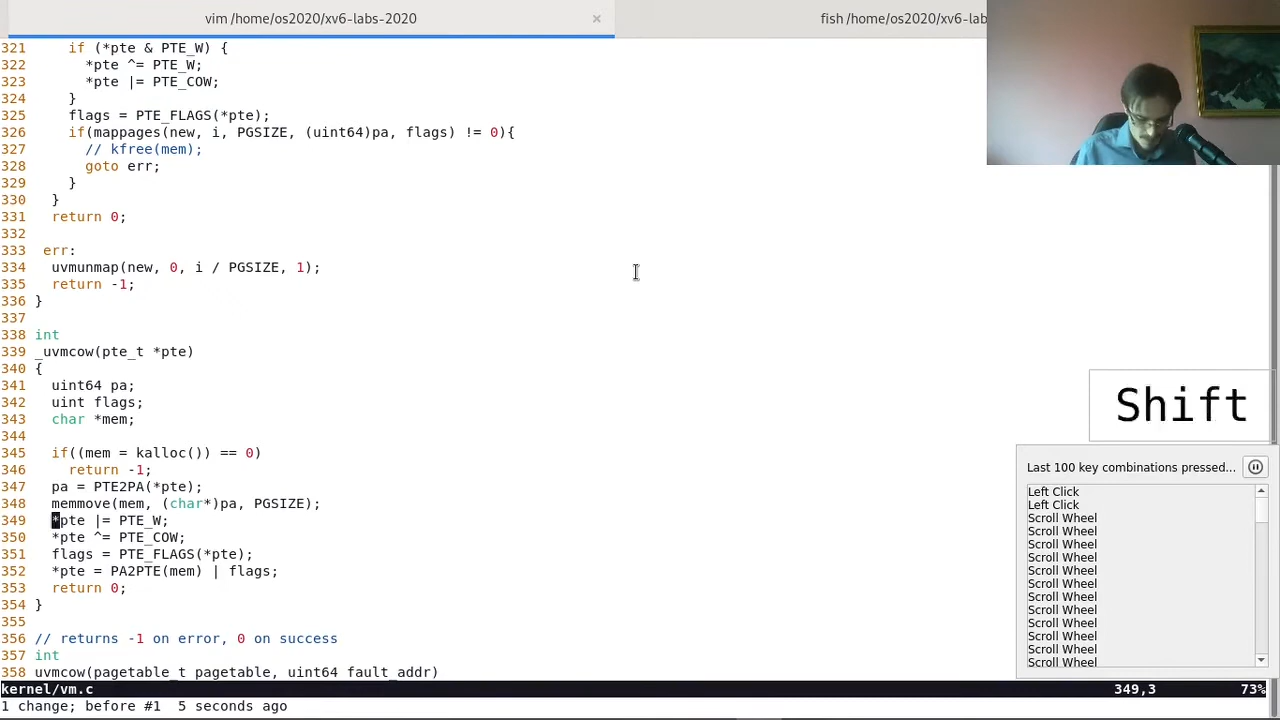 vim /home/os2020/xv6-labs-2020 ×
fish /home/os2020/xv6-lab
321     if (*pte & PTE_W) {
322       *pte ^= PTE_W;
323       *pte |= PTE_COW;
324     }
325     flags = PTE_FLAGS(*pte);
326     if(mappages(new, i, PGSIZE, (uint64)pa, flags) != 0){
327       // kfree(mem);
328       goto err;
329     }
330   }
331   return 0;
332
333  err:
334   uvmunmap(new, 0, i / PGSIZE, 1);
335   return -1;
336 }
337
338 int
339 _uvmcow(pte_t *pte)
340 {
341   uint64 pa;
342   uint flags;
343   char *mem;
344
345   if((mem = kalloc()) == 0)
346     return -1;
347   pa = PTE2PA(*pte);
348   memmove(mem, (char*)pa, PGSIZE);
349   *pte |= PTE_W;
350   *pte ^= PTE_COW;
351   flags = PTE_FLAGS(*pte);
352   *pte = PA2PTE(mem) | flags;
353   return 0;
354 }
355
356 // returns -1 on error, 0 on success
357 int
358 uvmcow(pagetable_t pagetable, uint64 fault_addr)
kernel/vm.c 349,3 73%
1 change; before #1  5 seconds ago
Shift
Last 100 key combinations pressed...
Left Click
Left Click
Scroll Wheel
Scroll Wheel
Scroll Wheel
Scroll Wheel
Scroll Wheel
Scroll Wheel
Scroll Wheel
Scroll Wheel
Scroll Wheel
Scroll Wheel
Scroll Wheel
Scroll Wheel